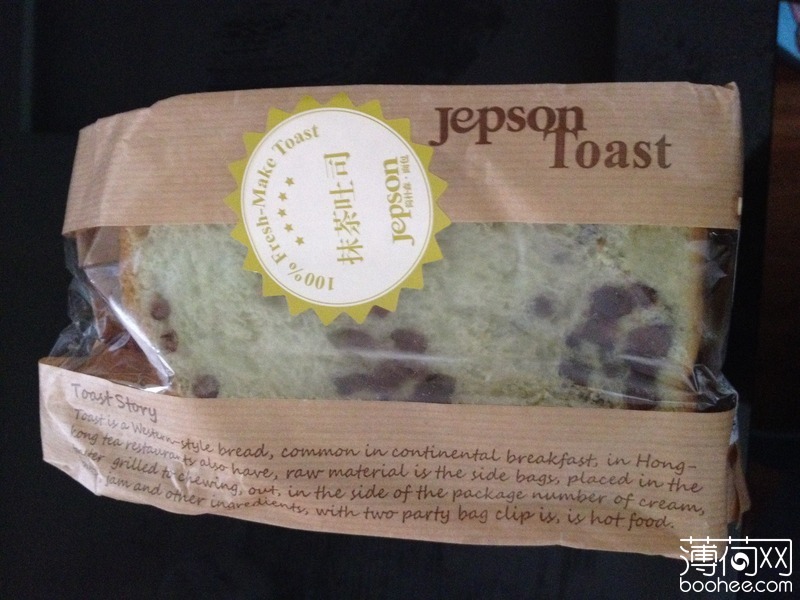 Jepson
Toast
100% Fresh-Make Toast
抹茶吐司
Jepson
面包
Toast Story
Toast is a Western-style bread, common in continental breakfast, in Hong-
kong tea restaurants also have, raw material is the side bags, placed in the
grilled to chewing, out, in the side of the package number of cream,
jam and other ingredients, with two party bag clip is, is hot food.
薄荷网
boohee.com